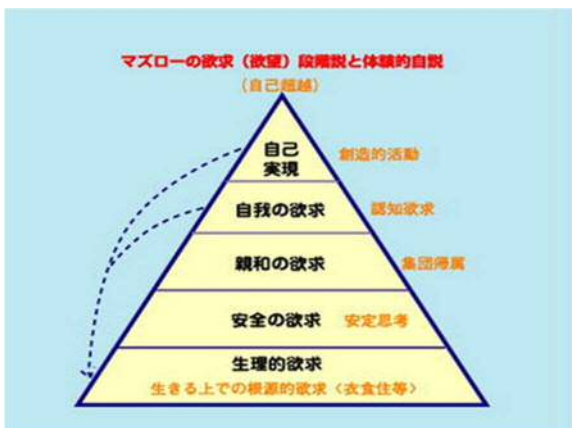 マズローの欲求（欲望）段階説と体験的自説
（自己超越）
自己
実現
創造的活動
自我の欲求
認知欲求
親和の欲求
集団帰属
安全の欲求
安定思考
生理的欲求
生きる上での根源的欲求〈衣食住等〉